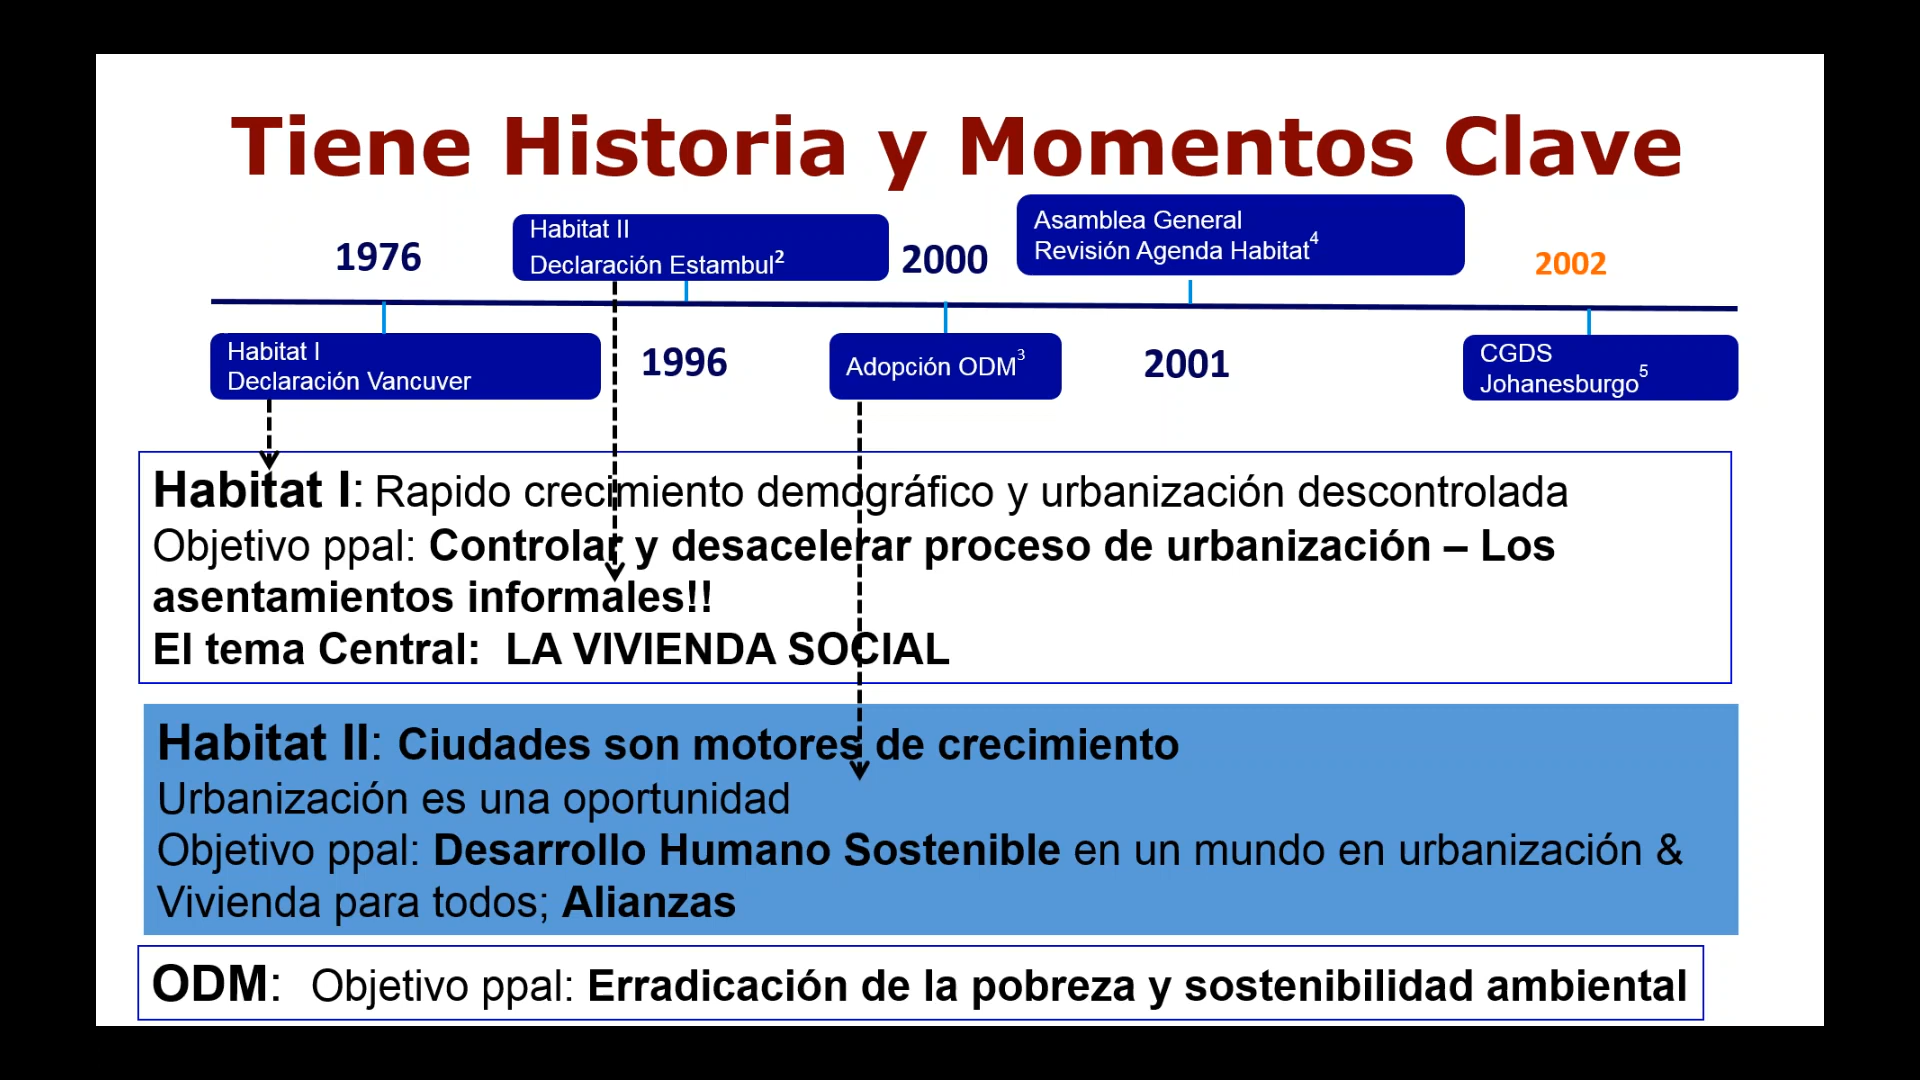 Tiene Historia y Momentos Clave
1976
Habitat II
Declaración Estambul²
2000
Asamblea General
Revisión Agenda Habitat⁴
2002
Habitat I
Declaración Vancuver
1996
Adopción ODM³
2001
CGDS
Johanesburgo⁵
Habitat I: Rapido crecimiento demográfico y urbanización descontrolada
Objetivo ppal: Controlar y desacelerar proceso de urbanización – Los
asentamientos informales!!
El tema Central: LA VIVIENDA SOCIAL
Habitat II: Ciudades son motores de crecimiento
Urbanización es una oportunidad
Objetivo ppal: Desarrollo Humano Sostenible en un mundo en urbanización &
Vivienda para todos; Alianzas
ODM: Objetivo ppal: Erradicación de la pobreza y sostenibilidad ambiental